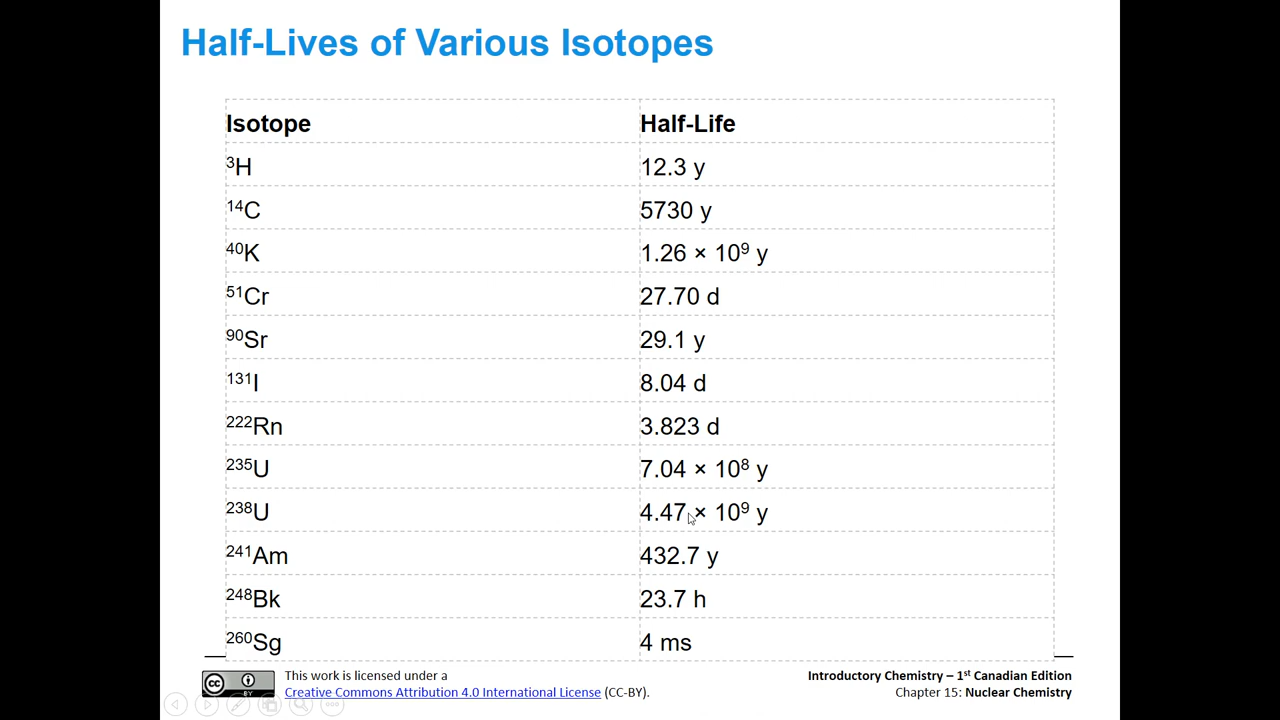 Half-Lives of Various Isotopes
Isotope Half-Life
³H 12.3 y
¹⁴C 5730 y
⁴⁰K 1.26 × 10⁹ y
⁵¹Cr 27.70 d
⁹⁰Sr 29.1 y
¹³¹I 8.04 d
²²²Rn 3.823 d
²³⁵U 7.04 × 10⁸ y
²³⁸U 4.47 × 10⁹ y
²⁴¹Am 432.7 y
²⁴⁸Bk 23.7 h
²⁶⁰Sg 4 ms
cc BY
This work is licensed under a
Creative Commons Attribution 4.0 International License (CC-BY).
Introductory Chemistry – 1ˢᵗ Canadian Edition
Chapter 15: Nuclear Chemistry